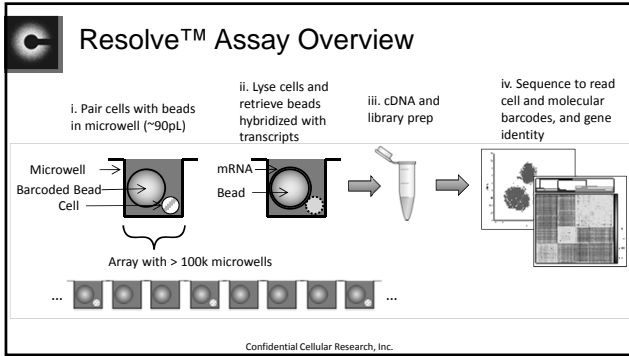 Resolve™ Assay Overview
i. Pair cells with beads
in microwell (~90pL)
ii. Lyse cells and
retrieve beads
hybridized with
transcripts
iii. cDNA and
library prep
iv. Sequence to read
cell and molecular
barcodes, and gene
identity
Microwell
Barcoded Bead
Cell
mRNA
Bead
Array with > 100k microwells
...
...
Confidential Cellular Research, Inc.